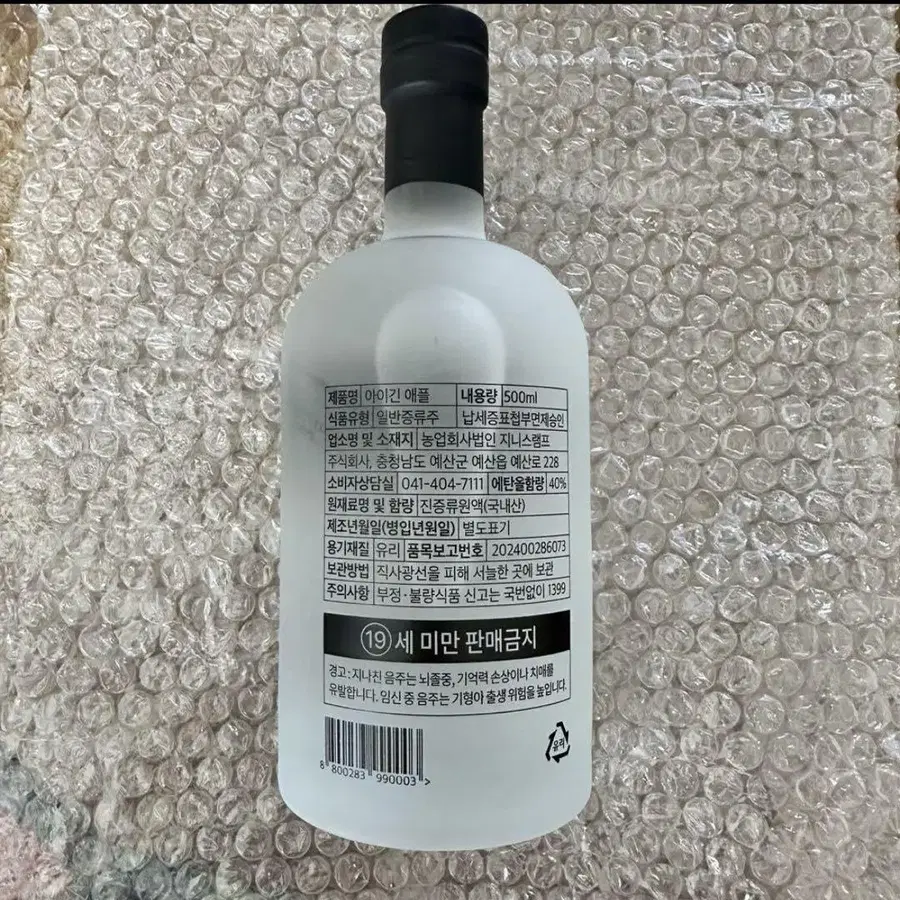 제품명 아이긴 애플 내용량 500ml
식품유형 일반증류주 납세증표첩부면제승인
업소명 및 소재지 농업회사법인 지니스램프
주식회사, 충청남도 예산군 예산읍 예산로 228
소비자상담실 041-404-7111 에탄올함량 40%
원재료명 및 함량 진증류원액(국내산)
제조년월일(병입년원일) 별도표기
용기재질 유리 품목보고번호 202400286073
보관방법 직사광선을 피해 서늘한 곳에 보관
주의사항 부정·불량식품 신고는 국번없이 1399
19세 미만 판매금지
경고 : 지나친 음주는 뇌졸중, 기억력 손상이나 치매를
유발합니다. 임신 중 음주는 기형아 출생 위험을 높입니다.
유리
8 800283 990003 >